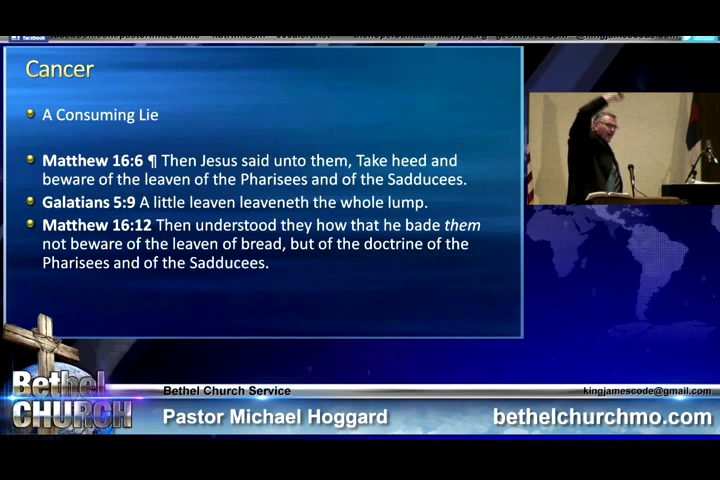 Cancer
A Consuming Lie
Matthew 16:6 ¶ Then Jesus said unto them, Take heed and
beware of the leaven of the Pharisees and of the Sadducees.
Galatians 5:9 A little leaven leaveneth the whole lump.
Matthew 16:12 Then understood they how that he bade them
not beware of the leaven of bread, but of the doctrine of the
Pharisees and of the Sadducees.
Bethel
CHURCH
Bethel Church Service
kingjamescode@gmail.com
Pastor Michael Hoggard
bethelchurchmo.com